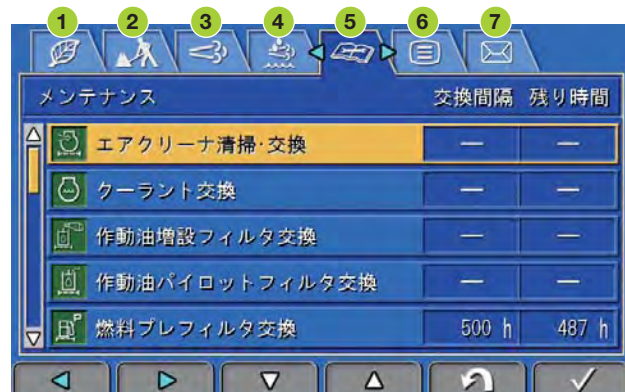 1 2 3 4 5 6 7
メンテナンス 交換間隔 残り時間
エアクリーナ清掃·交換 — —
クーラント交換 — —
作動油増設フィルタ交換 — —
作動油パイロットフィルタ交換 — —
燃料プレフィルタ交換 500 h 487 h